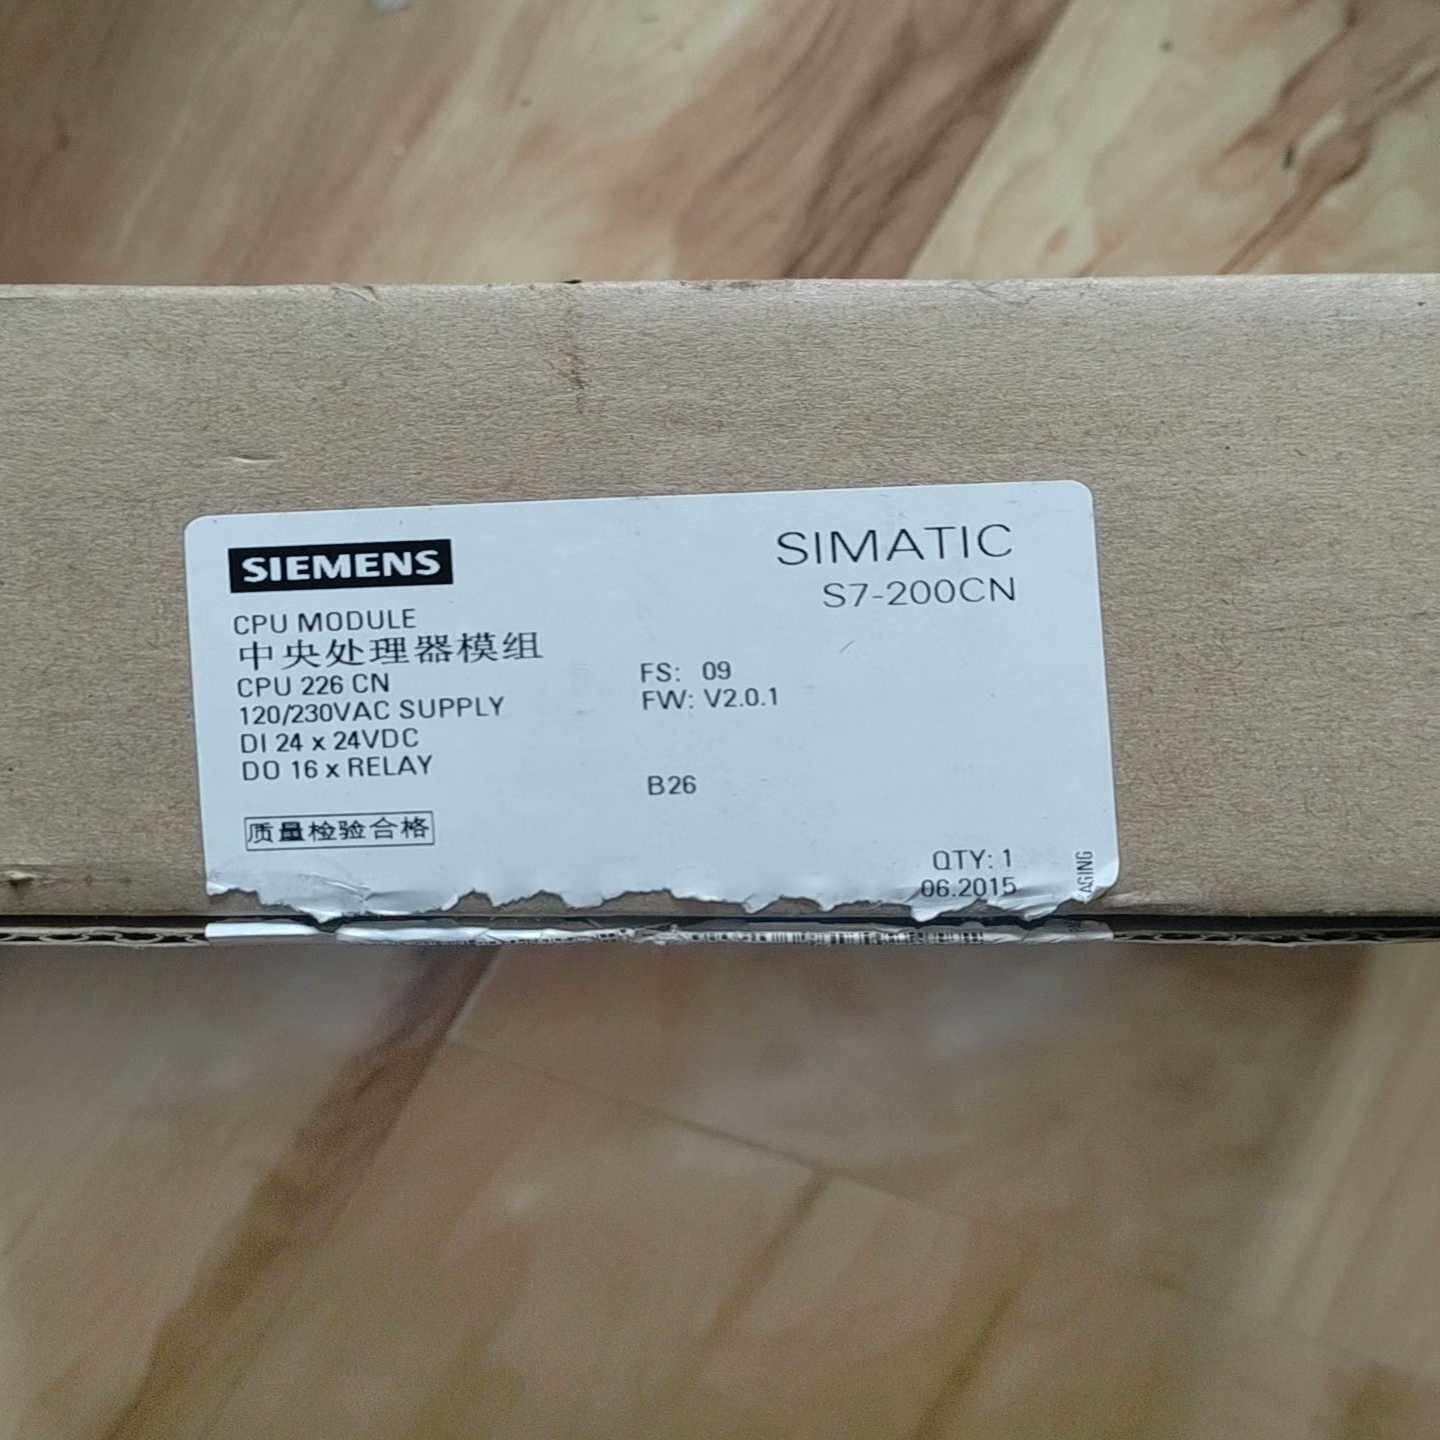 SIEMENS
SIMATIC
S7-200CN
CPU MODULE
中央处理器模组
CPU 226 CN
120/230VAC SUPPLY
DI 24 x 24VDC
DO 16 x RELAY
FS: 09
FW: V2.0.1
B26
质量检验合格
QTY: 1
06.2015
AGING